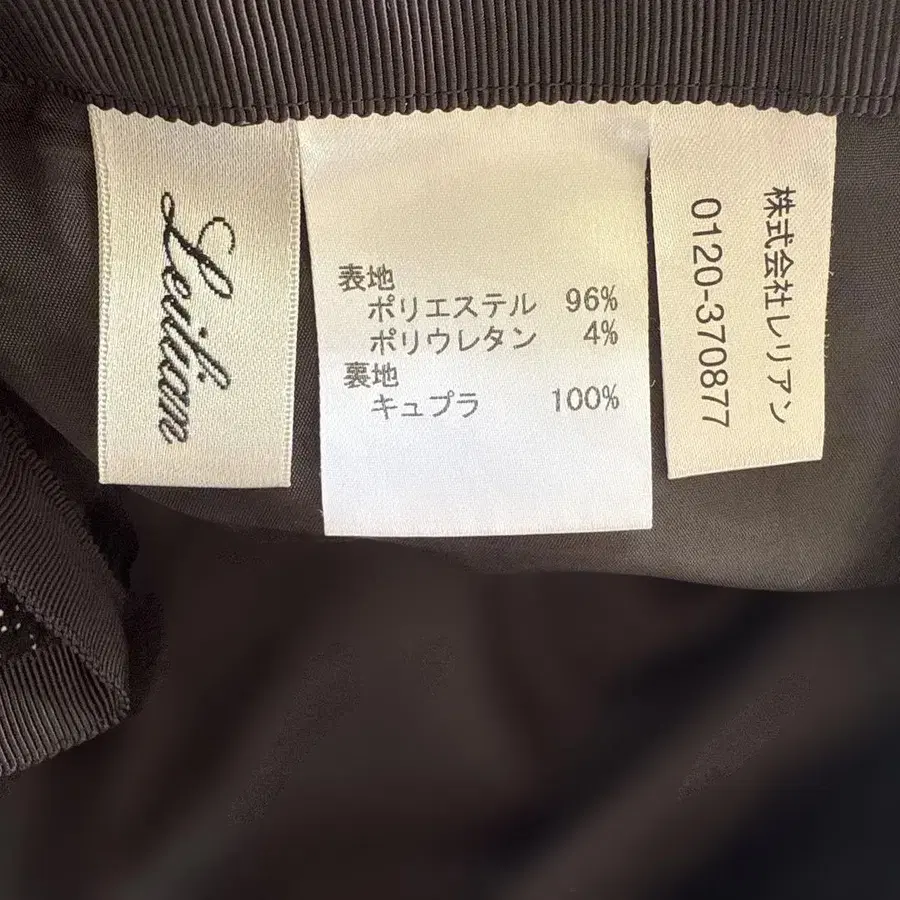 Leilian
表地
ポリエステル 96%
ポリウレタン 4%
裏地
キュプラ 100%
株式会社レリアン
0120-370877